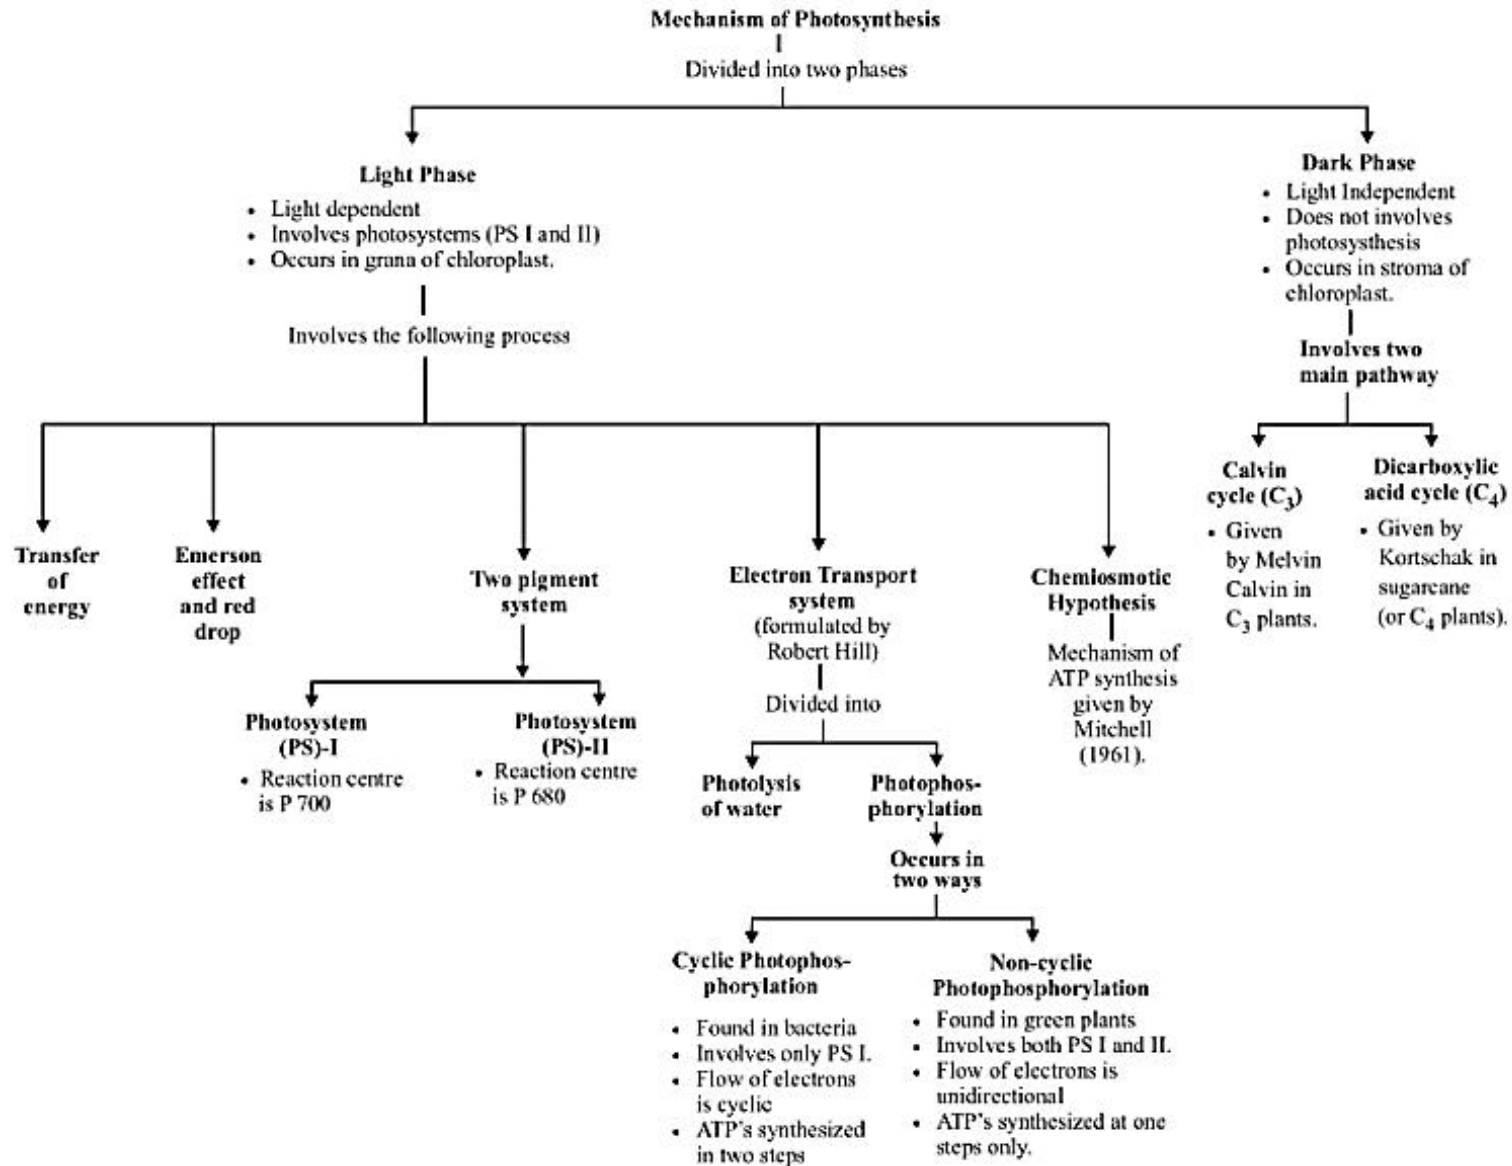 Mechanism of Photosynthesis
Divided into two phases
Light Phase
• Light dependent
• Involves photosystems (PS I and II)
• Occurs in grana of chloroplast.
Involves the following process
Transfer
of
energy
Emerson
effect
and red
drop
Two pigment
system
Photosystem
(PS)-I
• Reaction centre
is P 700
Photosystem
(PS)-II
• Reaction centre
is P 680
Electron Transport
system
(formulated by
Robert Hill)
Divided into
Photolysis
of water
Photophos-
phorylation
Occurs in
two ways
Cyclic Photophos-
phorylation
• Found in bacteria
• Involves only PS I.
• Flow of electrons
is cyclic
• ATP's synthesized
in two steps
Non-cyclic
Photophosphorylation
• Found in green plants
• Involves both PS I and II.
• Flow of electrons is
unidirectional
• ATP's synthesized at one
steps only.
Chemiosmotic
Hypothesis
Mechanism of
ATP synthesis
given by
Mitchell
(1961).
Dark Phase
• Light Independent
• Does not involves
photosysthesis
• Occurs in stroma of
chloroplast.
Involves two
main pathway
Calvin
cycle (C₃)
• Given
by Melvin
Calvin in
C₃ plants.
Dicarboxylic
acid cycle (C₄)
• Given by
Kortschak in
sugarcane
(or C₄ plants).